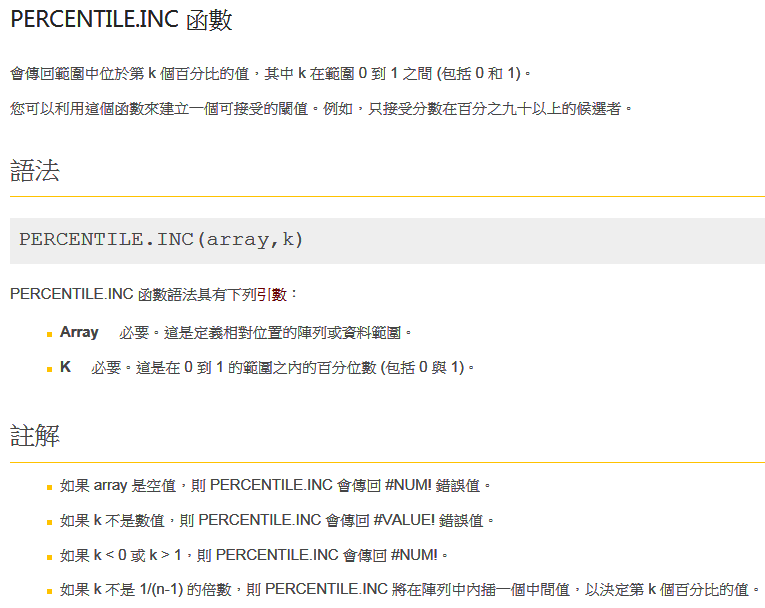 PERCENTILE.INC 函數
會傳回範圍中位於第 k 個百分比的值，其中 k 在範圍 0 到 1 之間 (包括 0 和 1)。
您可以利用這個函數來建立一個可接受的閾值。例如，只接受分數在百分之九十以上的候選者。
語法
PERCENTILE.INC(array,k)
PERCENTILE.INC 函數語法具有下列引數：
Array 必要。這是定義相對位置的陣列或資料範圍。
K 必要。這是在 0 到 1 的範圍之內的百分位數 (包括 0 與 1)。
註解
如果 array 是空值，則 PERCENTILE.INC 會傳回 #NUM! 錯誤值。
如果 k 不是數值，則 PERCENTILE.INC 會傳回 #VALUE! 錯誤值。
如果 k < 0 或 k > 1，則 PERCENTILE.INC 會傳回 #NUM!。
如果 k 不是 1/(n-1) 的倍數，則 PERCENTILE.INC 將在陣列中內插一個中間值，以決定第 k 個百分比的值。